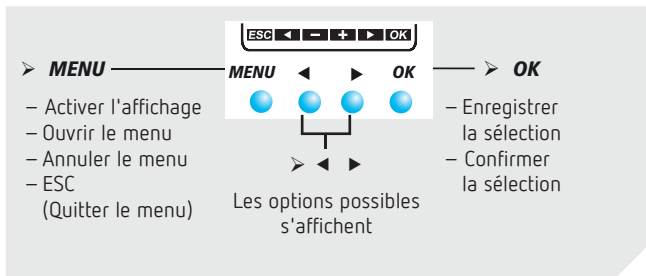 ESC ◄ − + ► OK
MENU ◄ ► OK
➢ MENU
– Activer l'affichage
– Ouvrir le menu
– Annuler le menu
– ESC
(Quitter le menu)
➢ ◄ ►
Les options possibles
s'affichent
➢ OK
– Enregistrer
la sélection
– Confirmer
la sélection